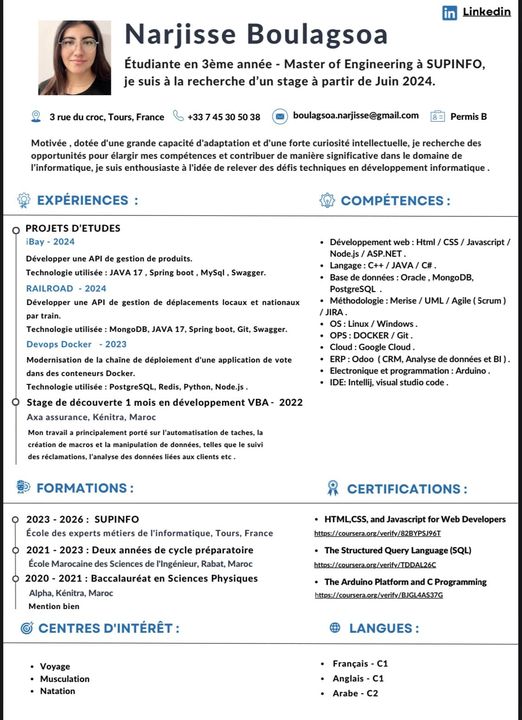 Linkedin
Narjisse Boulagsoa
Étudiante en 3ème année - Master of Engineering à SUPINFO,
je suis à la recherche d'un stage à partir de Juin 2024.
3 rue du croc, Tours, France
+33 7 45 30 50 38
boulagsoa.narjisse@gmail.com
Permis B
Motivée , dotée d'une grande capacité d'adaptation et d'une forte curiosité intellectuelle, je recherche des
opportunités pour élargir mes compétences et contribuer de manière significative dans le domaine de
l'informatique, je suis enthousiaste à l'idée de relever des défis techniques en développement informatique .
EXPÉRIENCES :
PROJETS D'ETUDES
iBay - 2024
Développer une API de gestion de produits.
Technologie utilisée : JAVA 17 , Spring boot , MySql , Swagger.
RAILROAD - 2024
Développer une API de gestion de déplacements locaux et nationaux
par train.
Technologie utilisée : MongoDB, JAVA 17, Spring boot, Git, Swagger.
Devops Docker - 2023
Modernisation de la chaîne de déploiement d'une application de vote
dans des conteneurs Docker.
Technologie utilisée : PostgreSQL, Redis, Python, Node.js .
Stage de découverte 1 mois en développement VBA - 2022
Axa assurance, Kénitra, Maroc
Mon travail a principalement porté sur l'automatisation de taches, la
création de macros et la manipulation de données, telles que le suivi
des réclamations, l'analyse des données liées aux clients etc .
COMPÉTENCES :
• Développement web : Html / CSS / Javascript /
Node.js / ASP.NET .
• Langage : C++ / JAVA / C# .
• Base de données : Oracle , MongoDB,
PostgreSQL .
• Méthodologie : Merise / UML / Agile ( Scrum )
/ JIRA .
• OS : Linux / Windows .
• OPS : DOCKER / Git .
• Cloud : Google Cloud .
• ERP : Odoo ( CRM, Analyse de données et BI ) .
• Electronique et programmation : Arduino .
• IDE: Intellij, visual studio code .
FORMATIONS :
2023 - 2026 : SUPINFO
École des experts métiers de l'informatique, Tours, France
2021 - 2023 : Deux années de cycle préparatoire
École Marocaine des Sciences de l'Ingénieur, Rabat, Maroc
2020 - 2021 : Baccalauréat en Sciences Physiques
Alpha, Kénitra, Maroc
Mention bien
CERTIFICATIONS :
• HTML,CSS, and Javascript for Web Developers
https://coursera.org/verify/82BYPSJ96T
• The Structured Query Language (SQL)
https://coursera.org/verify/TDDAL26C
• The Arduino Platform and C Programming
https://coursera.org/verify/BJGL4AS37G
CENTRES D'INTÉRÊT :
• Voyage
• Musculation
• Natation
LANGUES :
• Français - C1
• Anglais - C1
• Arabe - C2